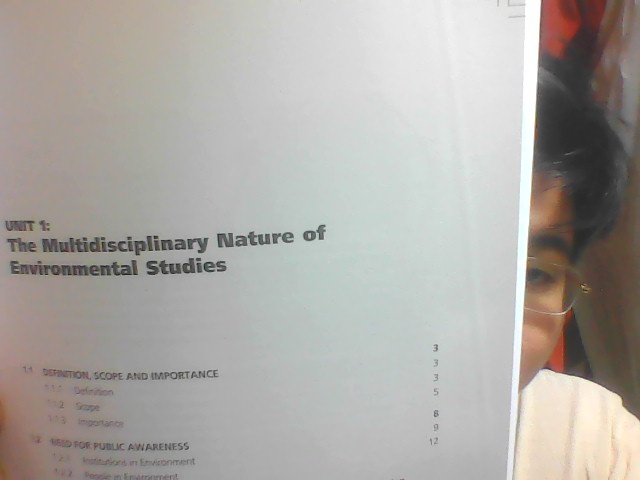 UNIT 1:
The Multidisciplinary Nature of
Environmental Studies
3
1.1 DEFINITION, SCOPE AND IMPORTANCE 3
1.1.1 Definition 3
1.1.2 Scope 5
1.1.3 Importance 6
1.2 NEED FOR PUBLIC AWARENESS 9
1.2.1 Institutions in Environment 12
1.2.2 People in Environment